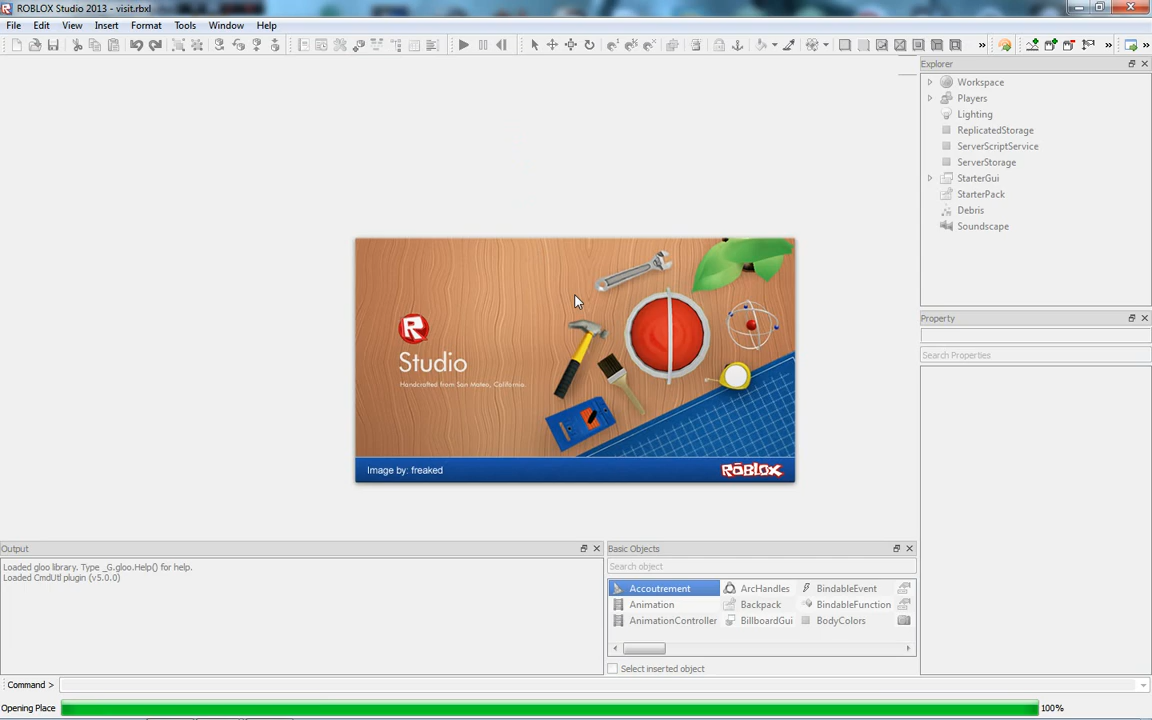 ROBLOX Studio 2013 - visit.rbxl
File Edit View Insert Format Tools Window Help
Explorer
Workspace
Players
Lighting
ReplicatedStorage
ServerScriptService
ServerStorage
StarterGui
StarterPack
Debris
Soundscape
Property
Search Properties
R
Studio
Handcrafted from San Mateo, California.
Image by: freaked
ROBLOX
Output
Loaded gloo library. Type _G.gloo.Help() for help.
Loaded CmdUtl plugin (v5.0.0)
Basic Objects
Search object
Accoutrement ArcHandles BindableEvent
Animation Backpack BindableFunction
AnimationController BillboardGui BodyColors
Select inserted object
Command >
Opening Place 100%